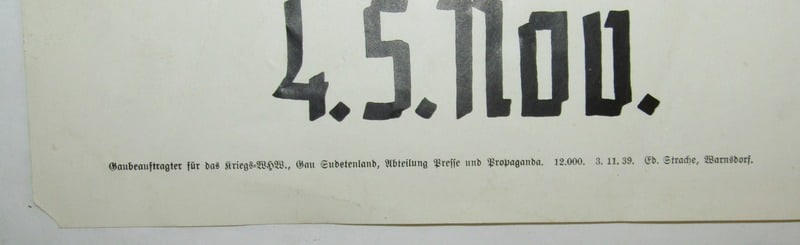 4. 5. Nov.
Gaubeauftragter für das Kriegs-WHW., Gau Sudetenland, Abteilung Presse und Propaganda. 12.000. 3. 11. 39. Ed. Strache, Warnsdorf.